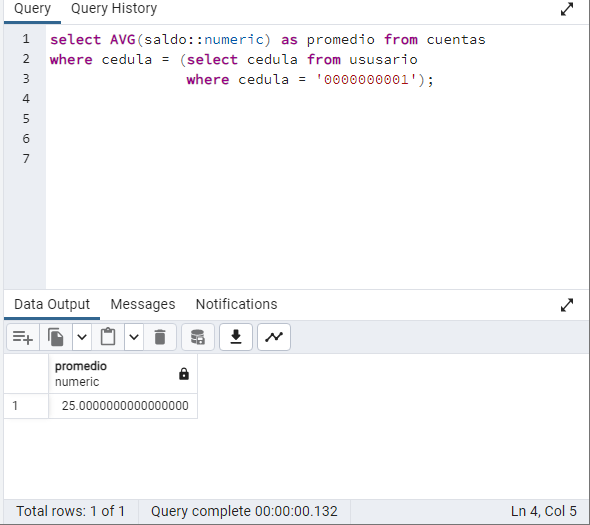 Query Query History
1 select AVG(saldo::numeric) as promedio from cuentas
2 where cedula = (select cedula from ususario
3 where cedula = '0000000001');
4
5
6
7
Data Output Messages Notifications
promedio
numeric
1 25.0000000000000000
Total rows: 1 of 1 Query complete 00:00:00.132 Ln 4, Col 5